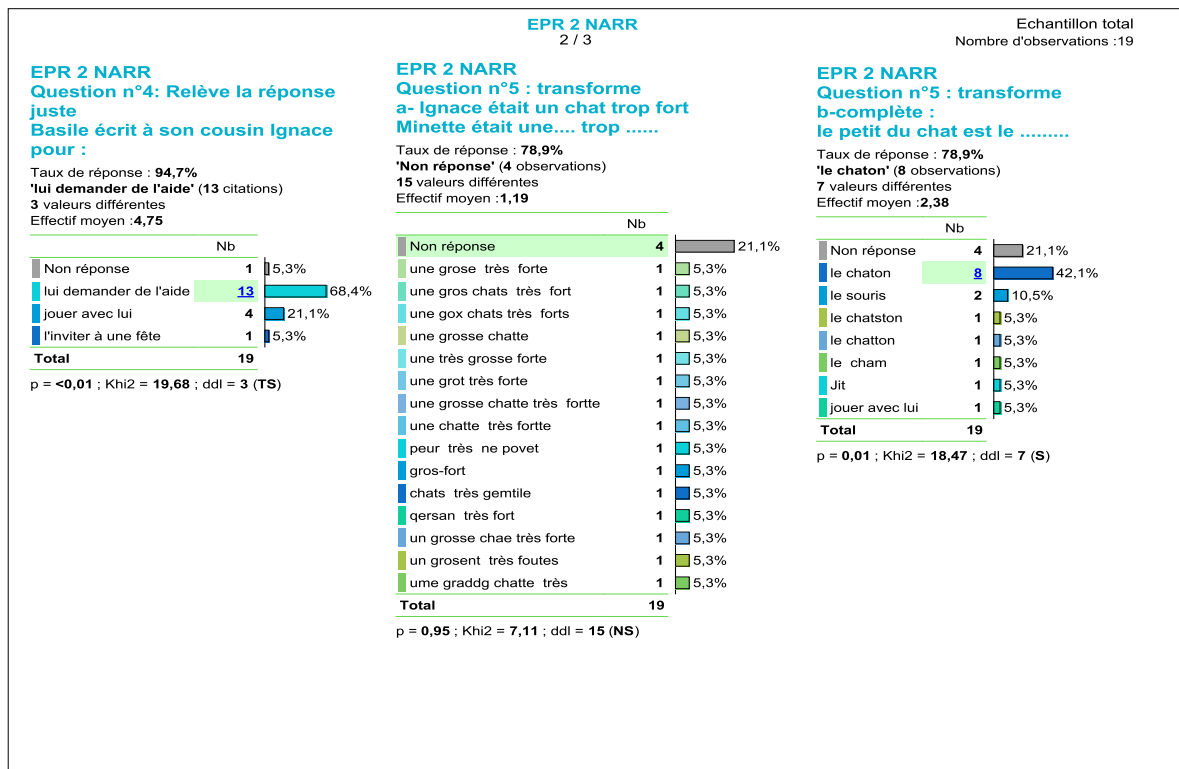 EPR 2 NARR
2 / 3
Echantillon total
Nombre d'observations :19
EPR 2 NARR
Question n°4: Relève la réponse
juste
Basile écrit à son cousin Ignace
pour :
Taux de réponse : 94,7%
'lui demander de l'aide' (13 citations)
3 valeurs différentes
Effectif moyen :4,75
Nb
Non réponse 1 5,3%
lui demander de l'aide 13 68,4%
jouer avec lui 4 21,1%
l'inviter à une fête 1 5,3%
Total 19
p = <0,01 ; Khi2 = 19,68 ; ddl = 3 (TS)
EPR 2 NARR
Question n°5 : transforme
a- Ignace était un chat trop fort
Minette était une.... trop ......
Taux de réponse : 78,9%
'Non réponse' (4 observations)
15 valeurs différentes
Effectif moyen :1,19
Nb
Non réponse 4 21,1%
une grose très forte 1 5,3%
une gros chats très fort 1 5,3%
une gox chats très forts 1 5,3%
une grosse chatte 1 5,3%
une très grosse forte 1 5,3%
une grot très forte 1 5,3%
une grosse chatte très fortte 1 5,3%
une chatte très fortte 1 5,3%
peur très ne povet 1 5,3%
gros-fort 1 5,3%
chats très gemtile 1 5,3%
qersan très fort 1 5,3%
un grosse chae très forte 1 5,3%
un grosent très foutes 1 5,3%
ume graddg chatte très 1 5,3%
Total 19
p = 0,95 ; Khi2 = 7,11 ; ddl = 15 (NS)
EPR 2 NARR
Question n°5 : transforme
b-complète :
le petit du chat est le .........
Taux de réponse : 78,9%
'le chaton' (8 observations)
7 valeurs différentes
Effectif moyen :2,38
Nb
Non réponse 4 21,1%
le chaton 8 42,1%
le souris 2 10,5%
le chatston 1 5,3%
le chatton 1 5,3%
le cham 1 5,3%
Jit 1 5,3%
jouer avec lui 1 5,3%
Total 19
p = 0,01 ; Khi2 = 18,47 ; ddl = 7 (S)